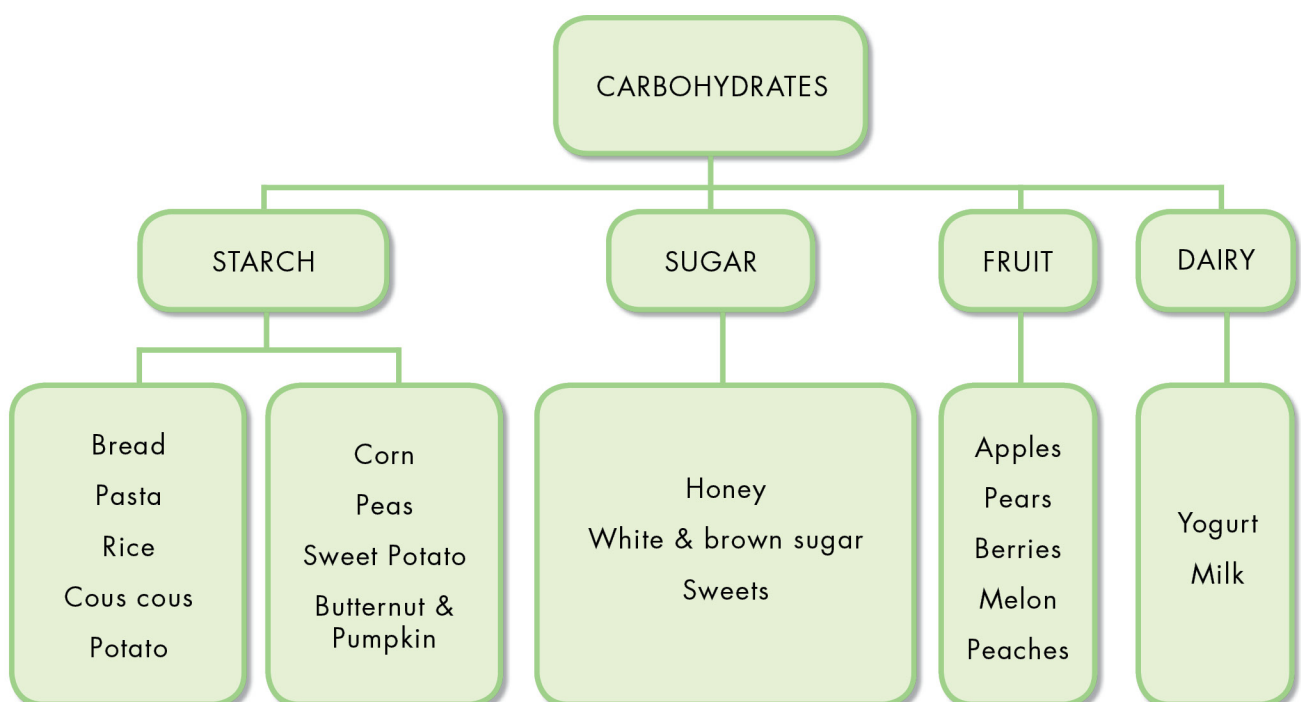 CARBOHYDRATES
STARCH
SUGAR
FRUIT
DAIRY
Bread
Pasta
Rice
Cous cous
Potato
Corn
Peas
Sweet Potato
Butternut &
Pumpkin
Honey
White & brown sugar
Sweets
Apples
Pears
Berries
Melon
Peaches
Yogurt
Milk